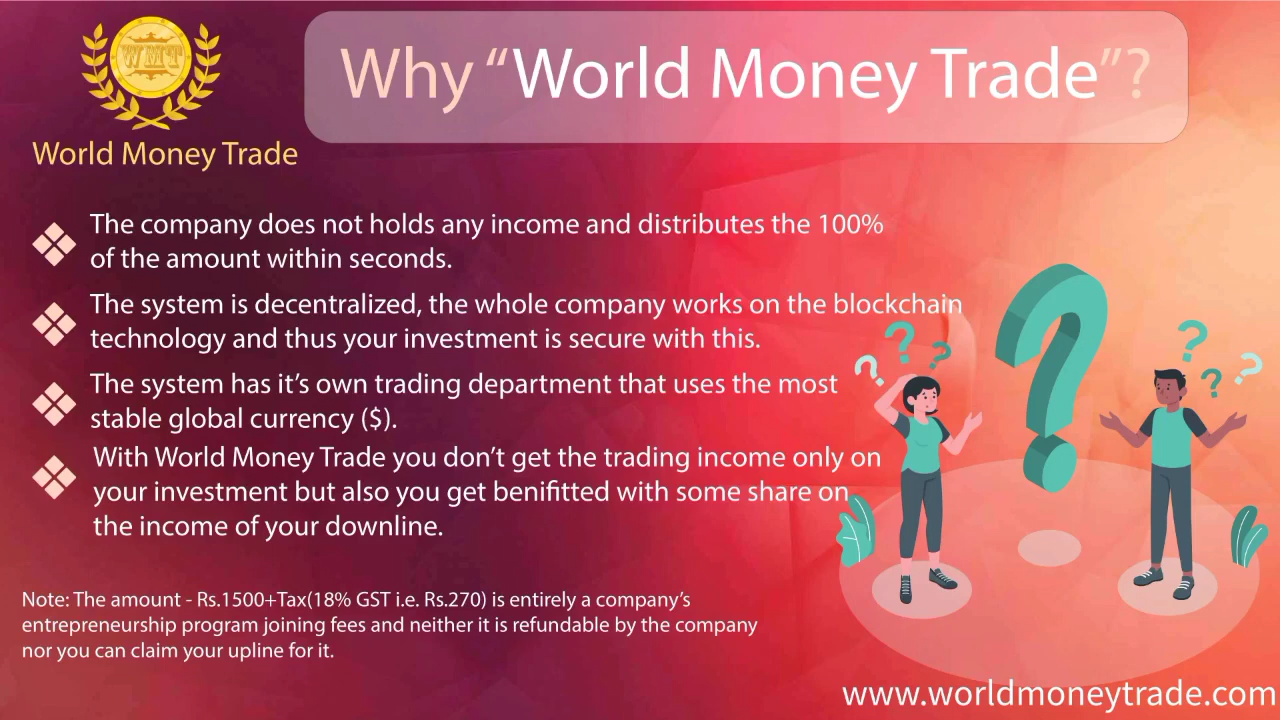 WMT
World Money Trade
Why “World Money Trade”?
The company does not holds any income and distributes the 100%
of the amount within seconds.
The system is decentralized, the whole company works on the blockchain
technology and thus your investment is secure with this.
The system has it’s own trading department that uses the most
stable global currency ($).
With World Money Trade you don’t get the trading income only on
your investment but also you get benifitted with some share on
the income of your downline.
Note: The amount - Rs.1500+Tax(18% GST i.e. Rs.270) is entirely a company’s
entrepreneurship program joining fees and neither it is refundable by the company
nor you can claim your upline for it.
www.worldmoneytrade.com